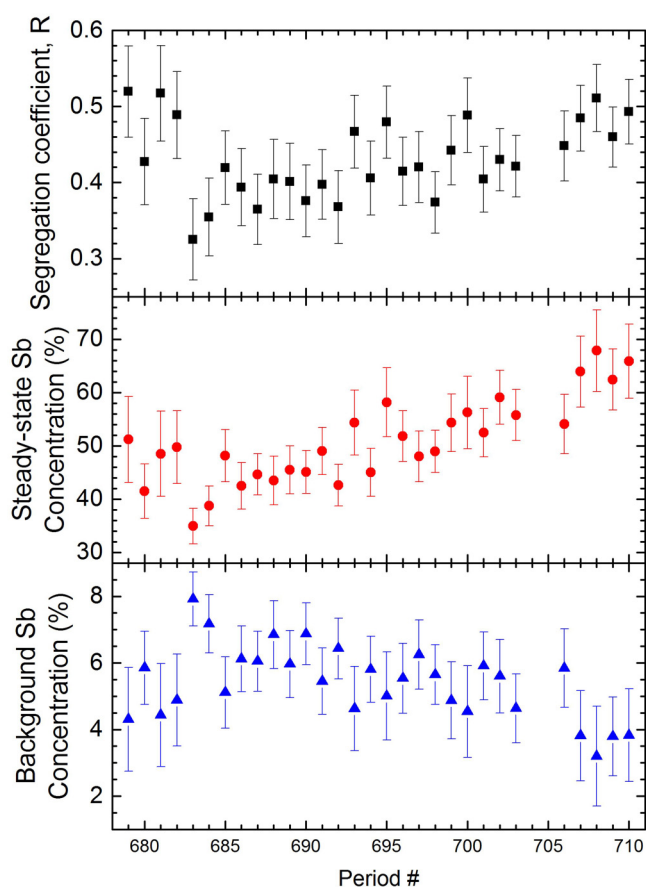 Segregation coefficient, R
0.6
0.5
0.4
0.3
Steady-state Sb
Concentration (%)
70
60
50
40
30
Background Sb
Concentration (%)
8
6
4
2
680 685 690 695 700 705 710
Period #